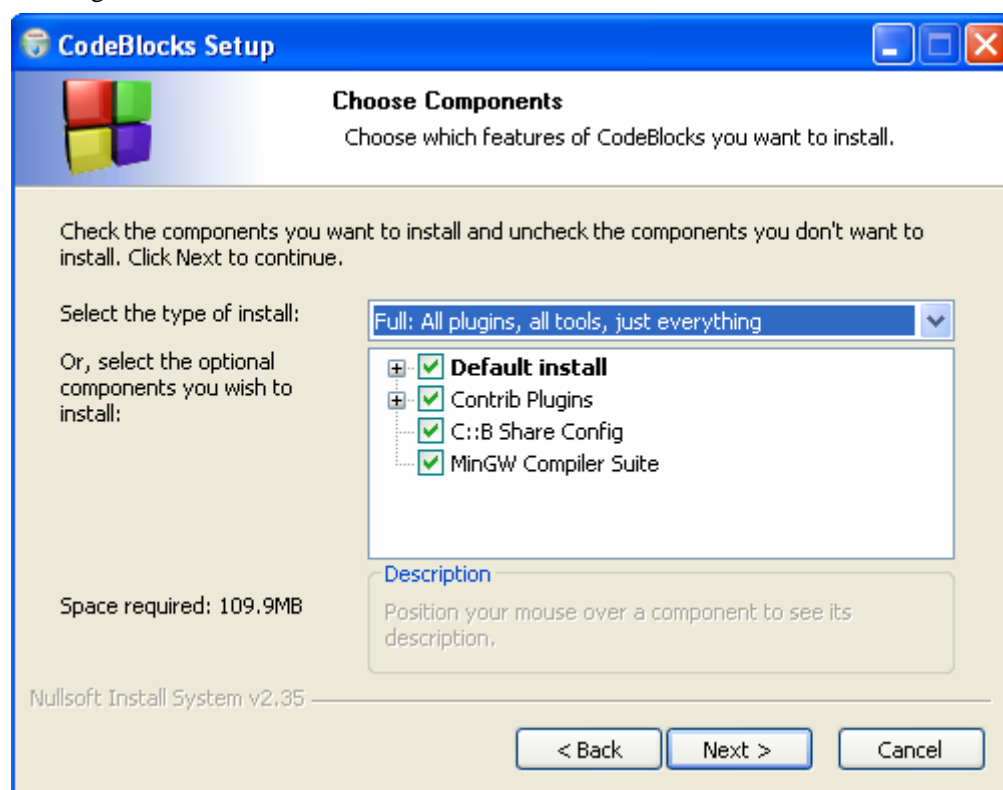 CodeBlocks Setup
Choose Components
Choose which features of CodeBlocks you want to install.
Check the components you want to install and uncheck the components you don't want to
install. Click Next to continue.
Select the type of install:
Full: All plugins, all tools, just everything
Or, select the optional
components you wish to
install:
Default install
Contrib Plugins
C::B Share Config
MinGW Compiler Suite
Space required: 109.9MB
Description
Position your mouse over a component to see its
description.
Nullsoft Install System v2.35
< Back
Next >
Cancel